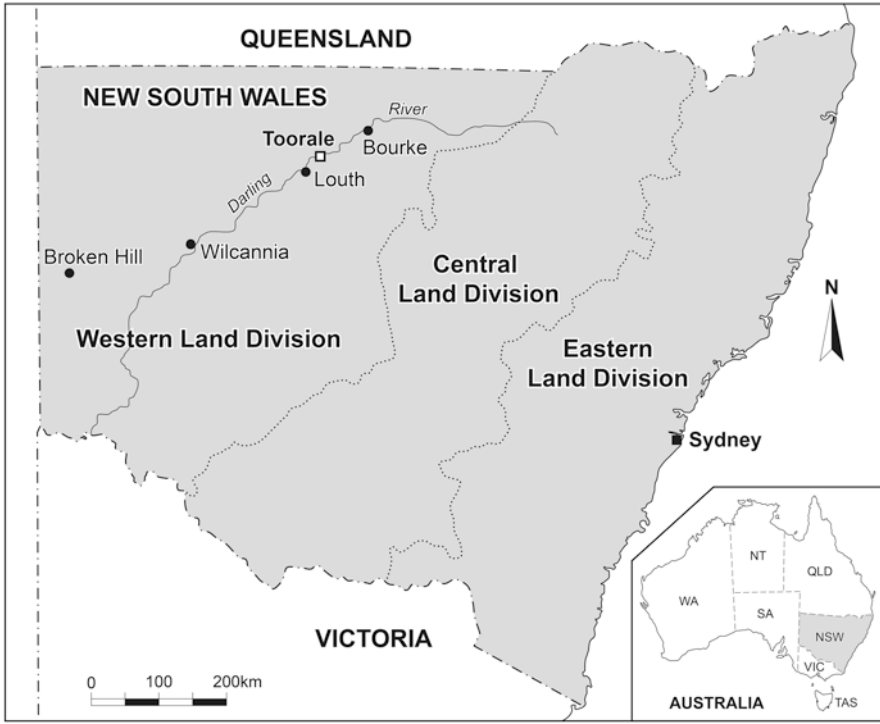 QUEENSLAND
NEW SOUTH WALES
River
Toorale
Bourke
Louth
Darling
Wilcannia
Broken Hill
Central
Land Division
Western Land Division
Eastern
Land Division
N
Sydney
VICTORIA
0 100 200km
NT
QLD
WA
SA
NSW
VIC
TAS
AUSTRALIA